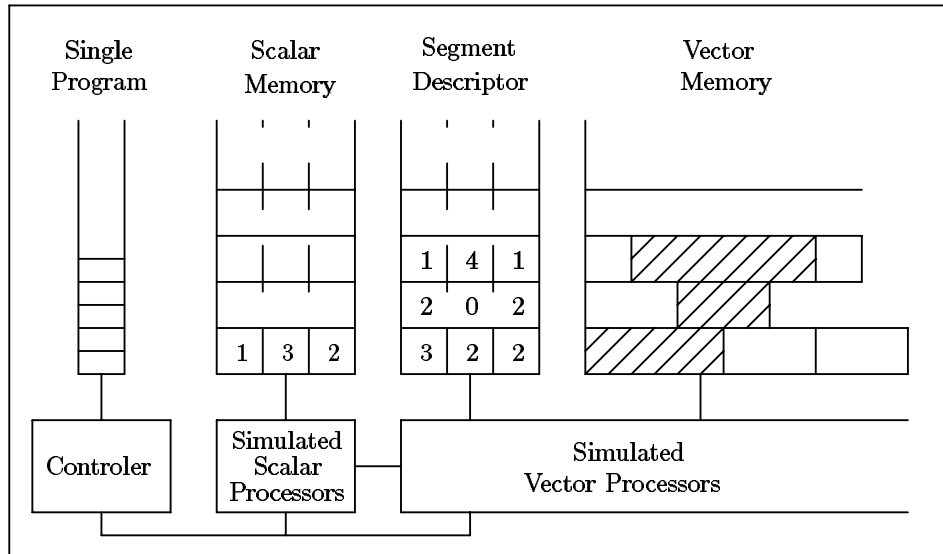 Single
Program
Scalar
Memory
Segment
Descriptor
Vector
Memory
1 4 1
2 0 2
1 3 2
3 2 2
Controler
Simulated
Scalar
Processors
Simulated
Vector Processors